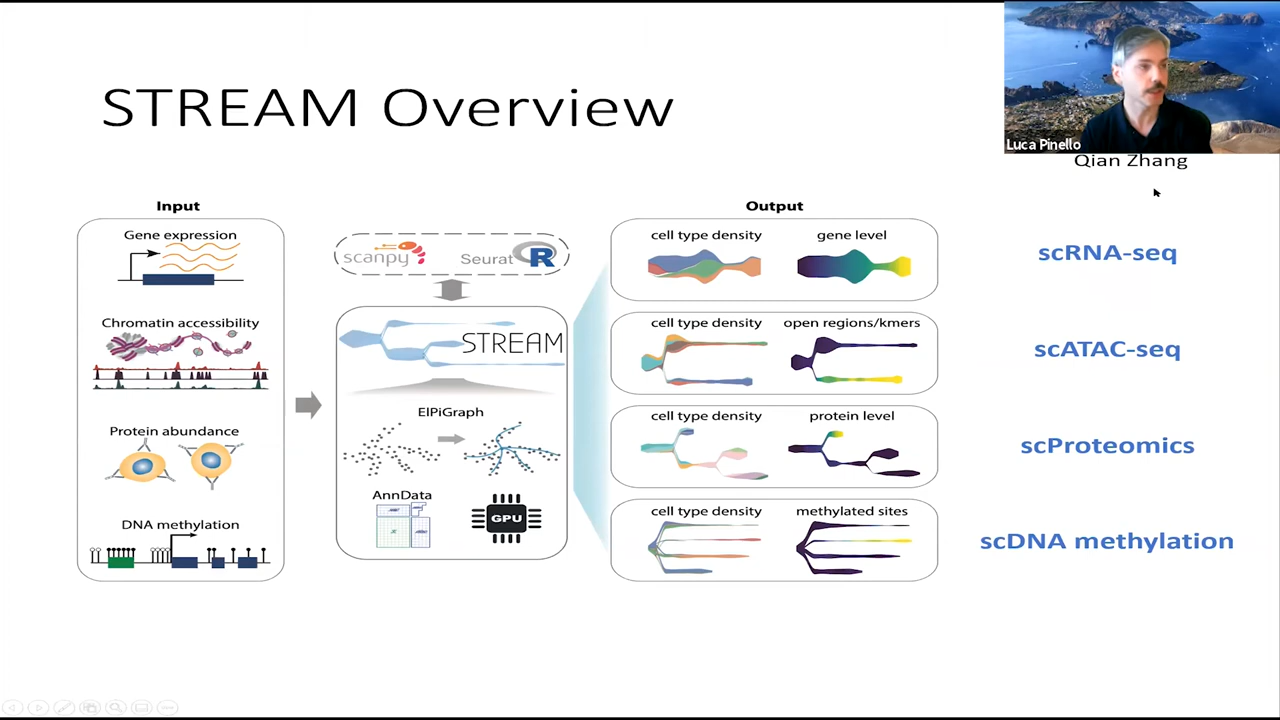 STREAM Overview
Luca Pinello
Qian Zhang
Input
Gene expression
Chromatin accessibility
Protein abundance
DNA methylation
scanpy
Seurat R
STREAM
ElPiGraph
AnnData
GPU
Output
cell type density
gene level
cell type density
open regions/kmers
cell type density
protein level
cell type density
methylated sites
scRNA-seq
scATAC-seq
scProteomics
scDNA methylation